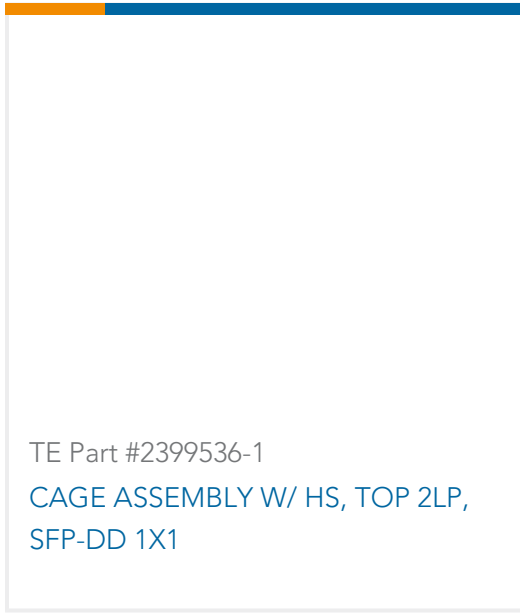 TE Part #2399536-1
CAGE ASSEMBLY W/ HS, TOP 2LP,
SFP-DD 1X1